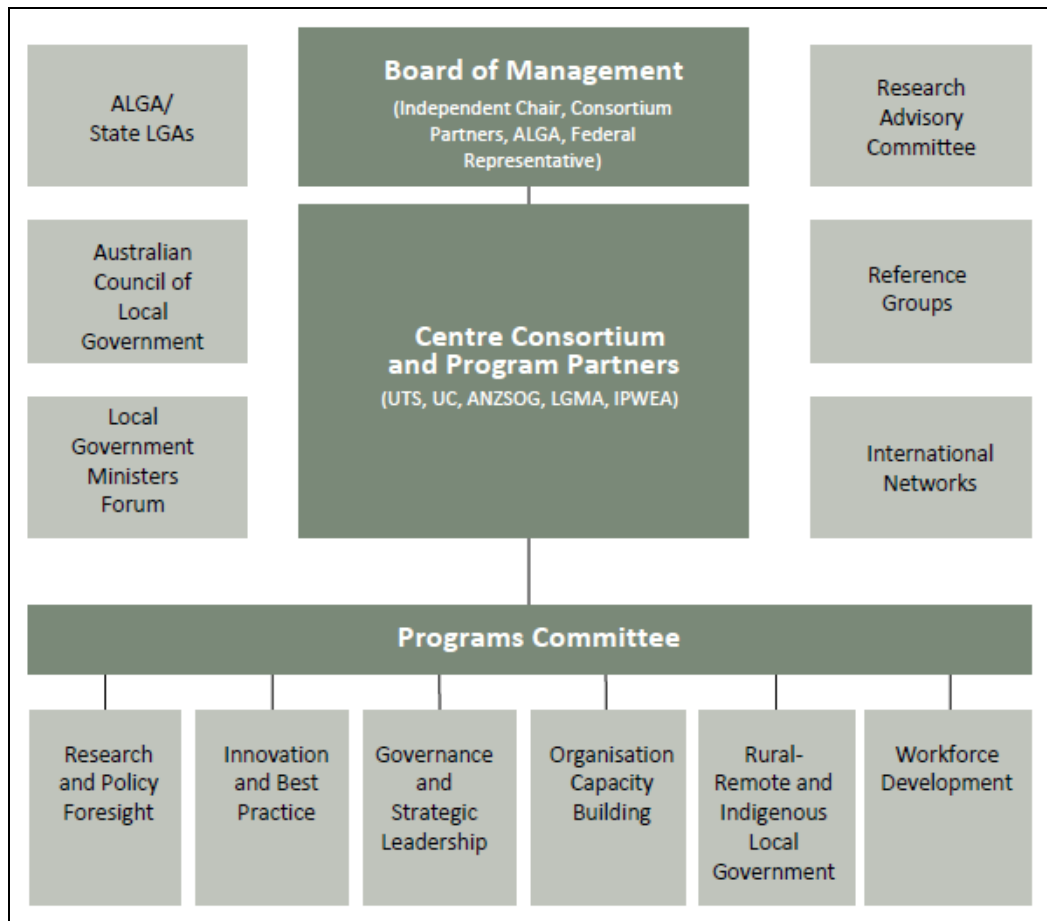 ALGA/
State LGAs
Board of Management
(Independent Chair, Consortium
Partners, ALGA, Federal
Representative)
Research
Advisory
Committee
Australian
Council of
Local
Government
Centre Consortium
and Program Partners
(UTS, UC, ANZSOG, LGMA, IPWEA)
Reference
Groups
Local
Government
Ministers
Forum
International
Networks
Programs Committee
Research
and Policy
Foresight
Innovation
and Best
Practice
Governance
and
Strategic
Leadership
Organisation
Capacity
Building
Rural-
Remote and
Indigenous
Local
Government
Workforce
Development